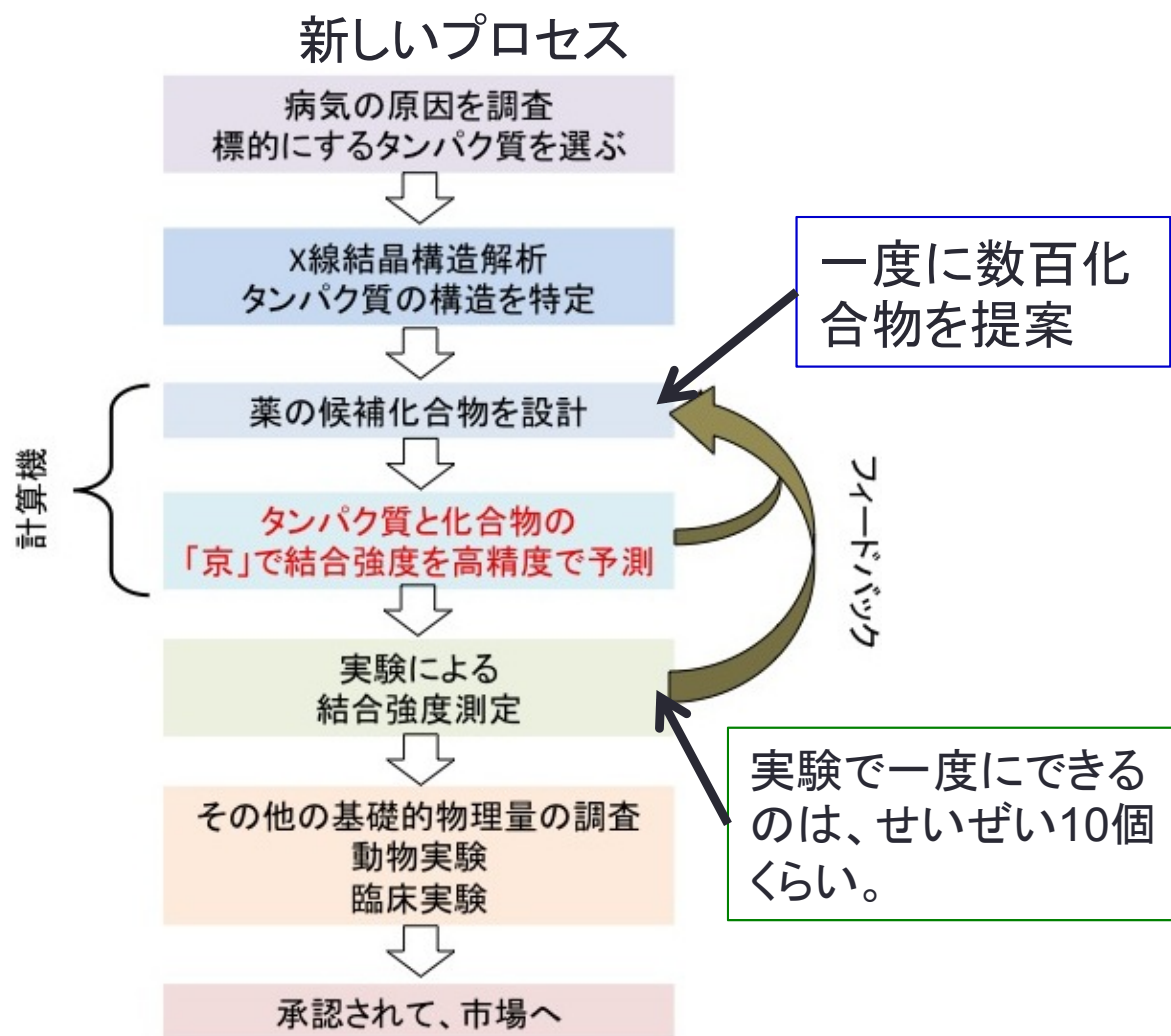 新しいプロセス
病気の原因を調査
標的にするタンパク質を選ぶ
X線結晶構造解析
タンパク質の構造を特定
一度に数百化
合物を提案
薬の候補化合物を設計
計算機
タンパク質と化合物の
「京」で結合強度を高精度で予測
フィードバック
実験による
結合強度測定
実験で一度にできる
のは、せいぜい10個
くらい。
その他の基礎的物理量の調査
動物実験
臨床実験
承認されて、市場へ